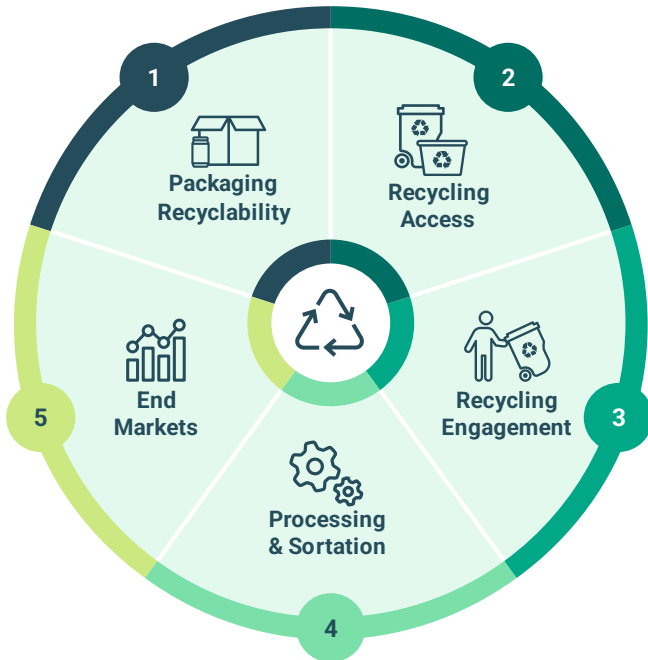 1
Packaging
Recyclability
2
Recycling
Access
3
Recycling
Engagement
4
Processing
& Sortation
5
End
Markets